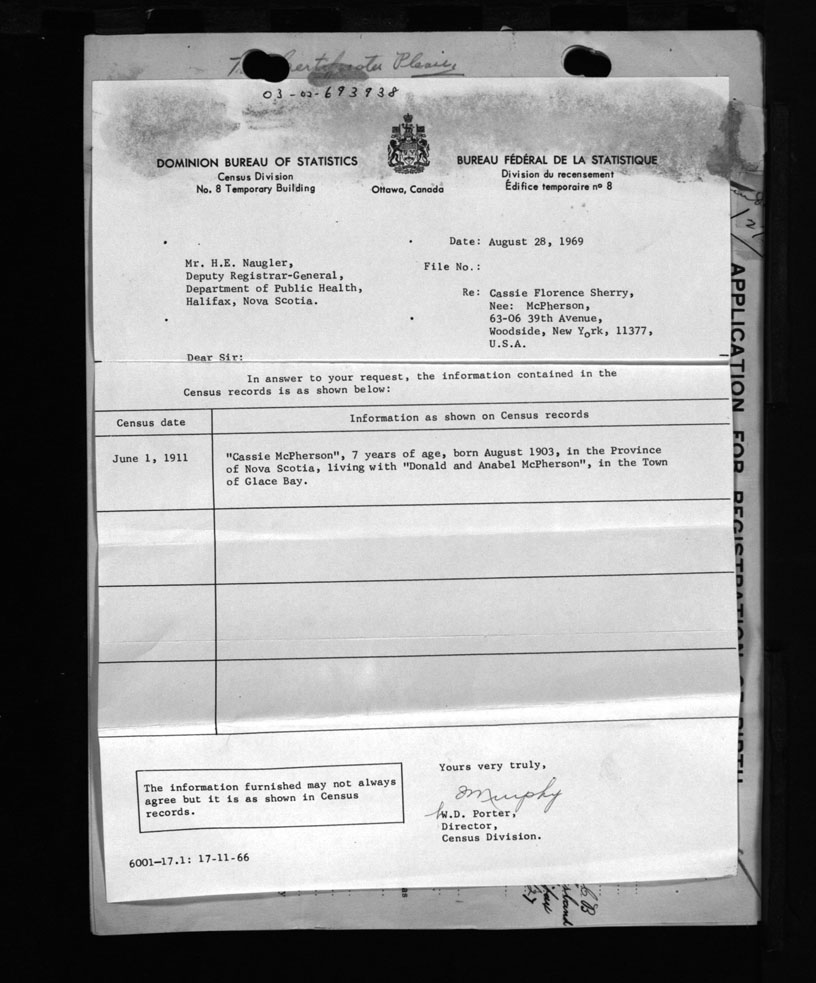 Please
03-02-693938
DOMINION BUREAU OF STATISTICS
Census Division
No. 8 Temporary Building
Ottawa, Canada
BUREAU FÉDÉRAL DE LA STATISTIQUE
Division du recensement
Édifice temporaire nº 8
Date: August 28, 1969
Mr. H.E. Naugler,
Deputy Registrar-General,
Department of Public Health,
Halifax, Nova Scotia.
File No.:
Re: Cassie Florence Sherry,
Nee: McPherson,
63-06 39th Avenue,
Woodside, New York, 11377,
U.S.A.
Dear Sir:
In answer to your request, the information contained in the
Census records is as shown below:
Census date
Information as shown on Census records
June 1, 1911
"Cassie McPherson", 7 years of age, born August 1903, in the Province
of Nova Scotia, living with "Donald and Anabel McPherson", in the Town
of Glace Bay.
The information furnished may not always
agree but it is as shown in Census
records.
Yours very truly,
Murphy
W.D. Porter,
Director,
Census Division.
6001-17.1: 17-11-66
APPLICATION FOR REGISTRATION OF BIRTH